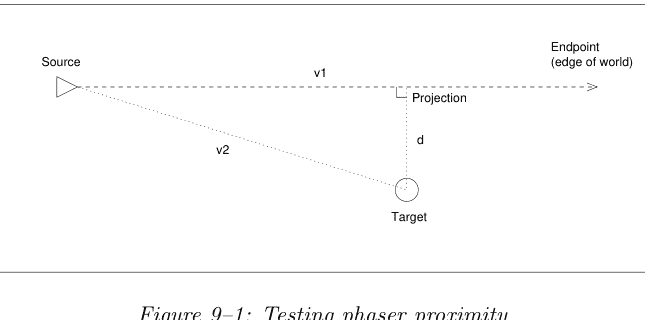 Endpoint
Source
(edge of world)
v1
Projection
d
v2
Target
Figure 9–1: Testing phaser proximity